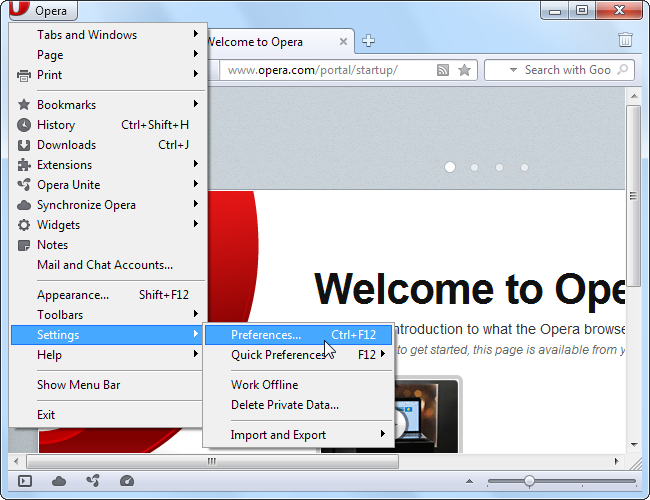 Opera
Tabs and Windows
Page
Print
Bookmarks
History Ctrl+Shift+H
Downloads Ctrl+J
Extensions
Opera Unite
Synchronize Opera
Widgets
Notes
Mail and Chat Accounts...
Appearance... Shift+F12
Toolbars
Settings
Help
Show Menu Bar
Exit
Preferences... Ctrl+F12
Quick Preferences F12
Work Offline
Delete Private Data...
Import and Export
Welcome to Opera
www.opera.com/portal/startup/
Search with Goo
Welcome to Ope
introduction to what the Opera browse
to get started, this page is available from y